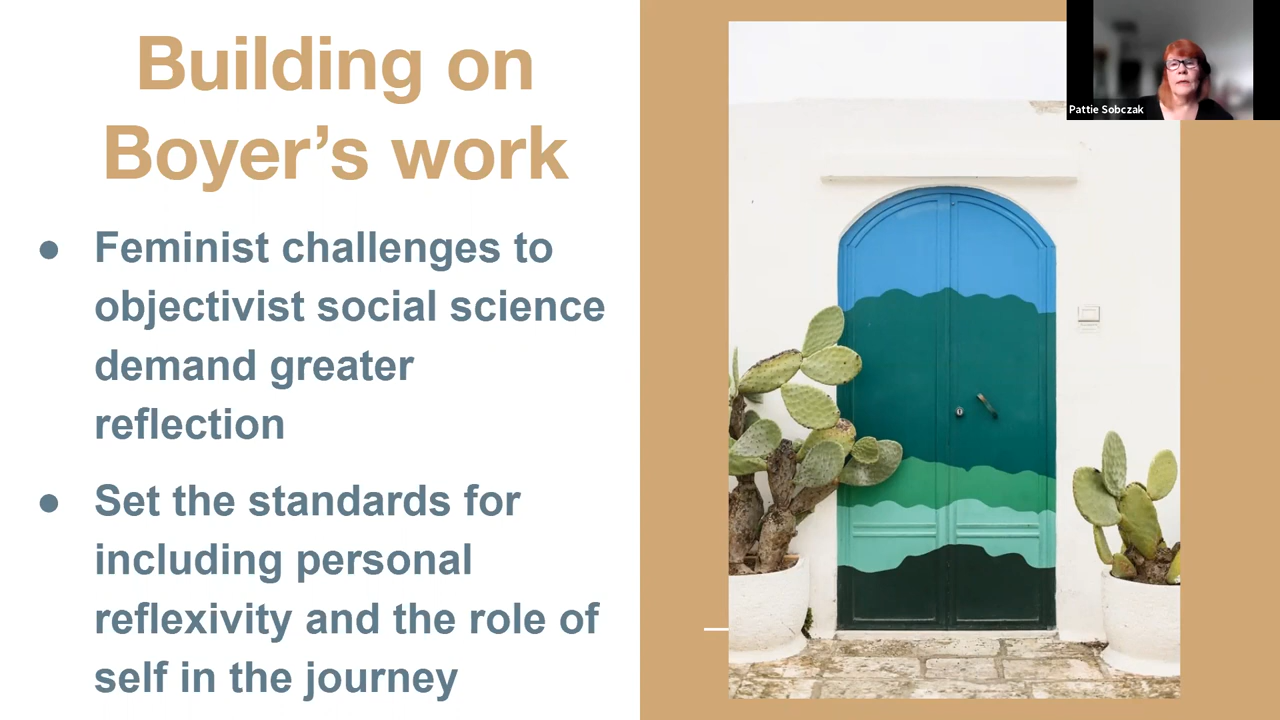 Building on
Boyer’s work
● Feminist challenges to
objectivist social science
demand greater
reflection
● Set the standards for
including personal
reflexivity and the role of
self in the journey
Pattie Sobczak